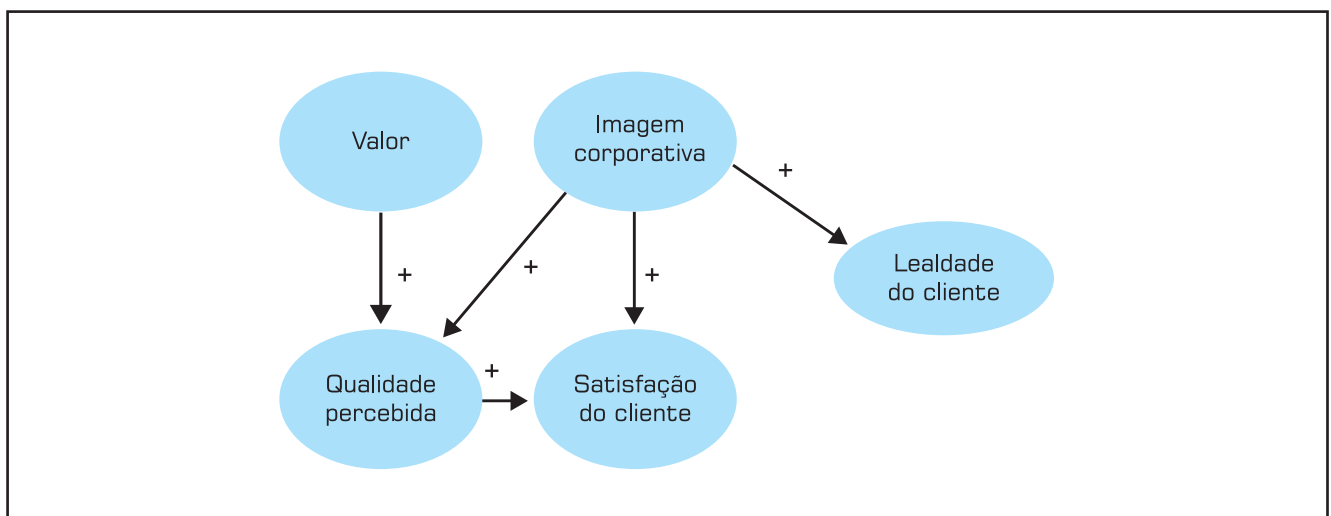 Valor
Imagem
corporativa
+
Lealdade
do cliente
+
+
+
Qualidade
percebida
+
Satisfação
do cliente